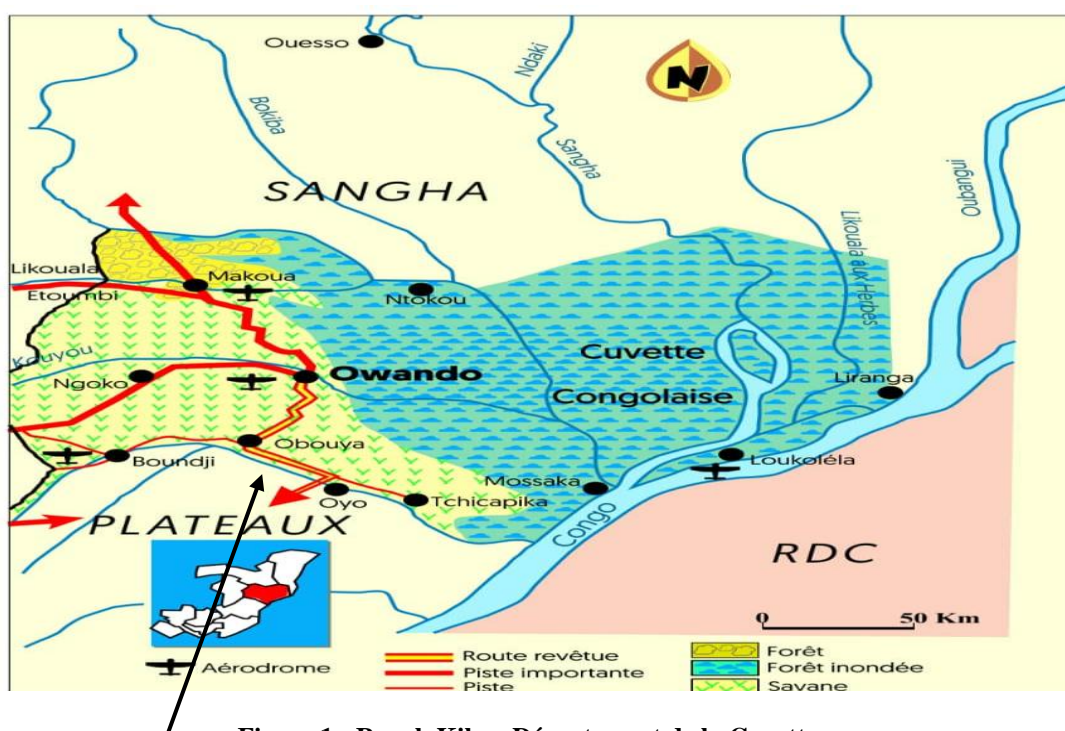 Ouesso
Ndaki
Bokiba
Sangha
Oubangui
SANGHA
Likouala aux Herbes
Likouala
Makoua
Etoumbi
Ntokou
Kouyou
Cuvette
Owando
Ngoko
Congolaise
Liranga
Obouya
Boundji
Loukoléla
Mossaka
Oyo
Tchicapika
Congo
PLATEAUX
RDC
0 50 Km
N
Aérodrome
Route revêtue
Piste importante
Piste
Forêt
Forêt inondée
Savane